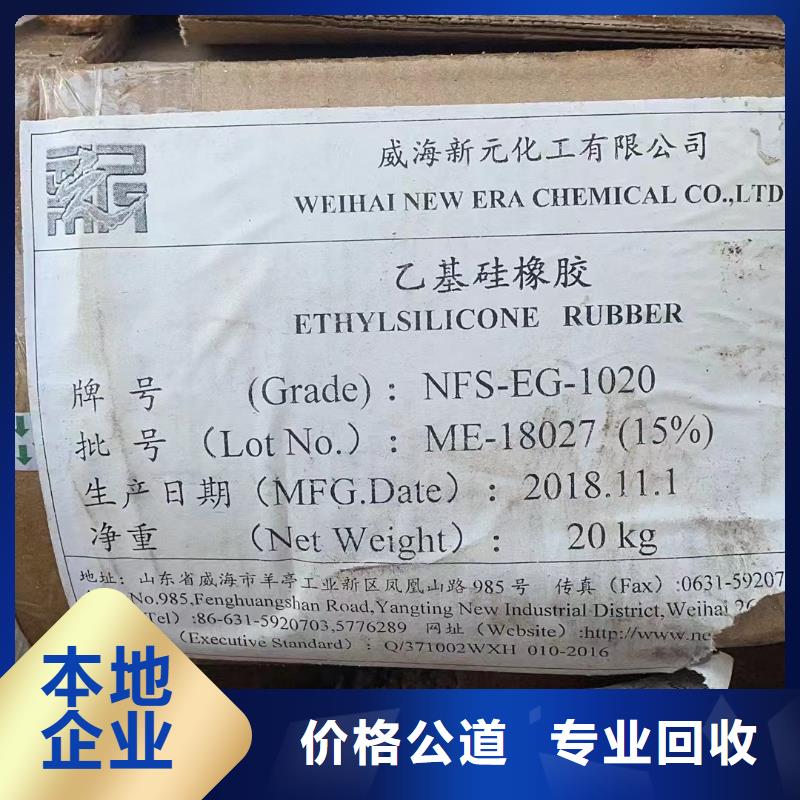 威海新元化工有限公司
WEIHAI NEW ERA CHEMICAL CO.,LTD
乙基硅橡胶
ETHYLSILICONE RUBBER
牌号 (Grade) : NFS-EG-1020
批号 (Lot No.) : ME-18027 (15%)
生产日期 (MFG.Date) : 2018.11.1
净重 (Net Weight) : 20 kg
地址: 山东省威海市羊亭工业新区凤凰山路985号 传真 (Fax) :0631-59207
No.985,Fenghuangshan Road,Yangting New Industrial District,Weihai 26
Tel) :86-631-5920703,5776289 网址 (Website) :http://www.ne
(Executive Standard) : Q/371002WXH 010-2016
本地
企业
价格公道 专业回收